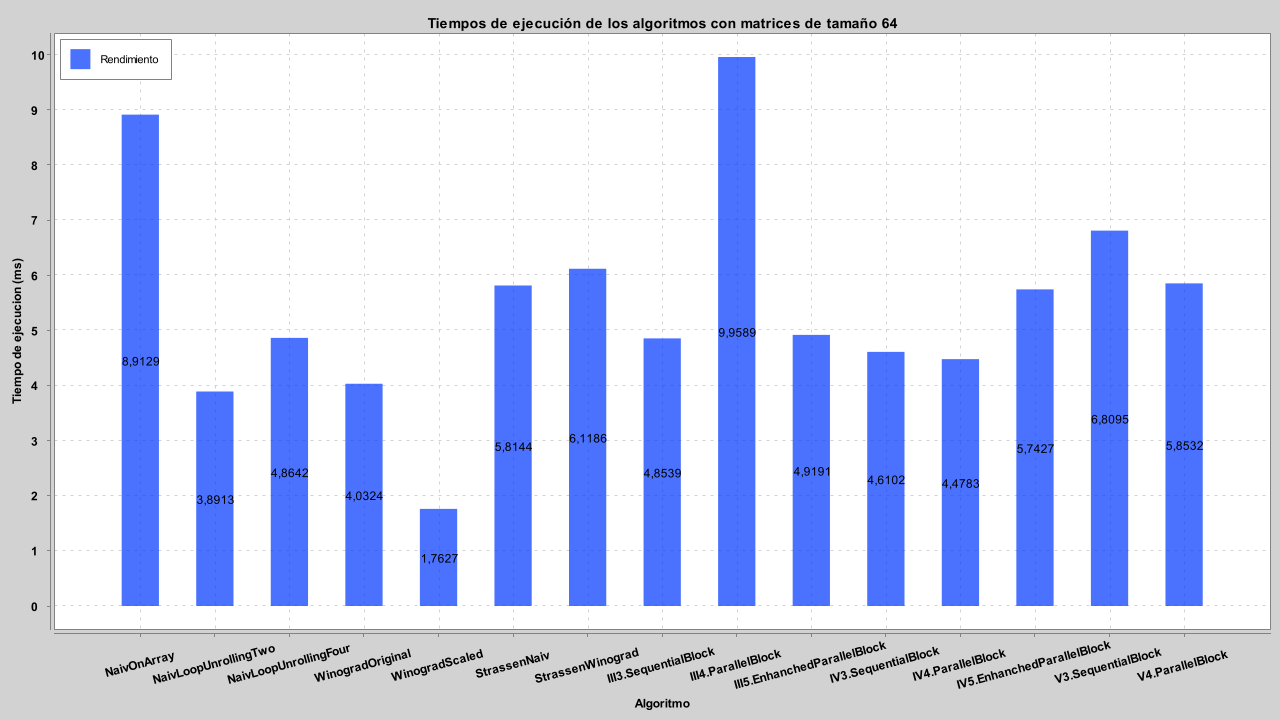 Tiempos de ejecución de los algoritmos con matrices de tamaño 64
Rendimiento
Tiempo de ejecucion (ms)
10
9
8
7
6
5
4
3
2
1
0
8,9129
3,8913
4,8642
4,0324
1,7627
5,8144
6,1186
4,8539
9,9589
4,9191
4,6102
4,4783
5,7427
6,8095
5,8532
NaivOnArray
NaivLoopUnrollingTwo
NaivLoopUnrollingFour
WinogradOriginal
WinogradScaled
StrassenNaiv
StrassenWinograd
III3.SequentialBlock
III4.ParallelBlock
III5.EnhanchedParallelBlock
IV3.SequentialBlock
IV4.ParallelBlock
IV5.EnhanchedParallelBlock
V3.SequentialBlock
V4.ParallelBlock
Algoritmo